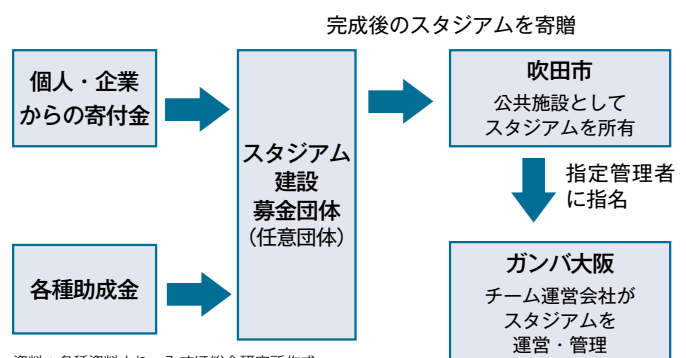 完成後のスタジアムを寄贈
個人・企業
からの寄付金
スタジアム
建設
募金団体
（任意団体）
吹田市
公共施設として
スタジアムを所有
指定管理者
に指名
各種助成金
ガンバ大阪
チーム運営会社が
スタジアムを
運営・管理